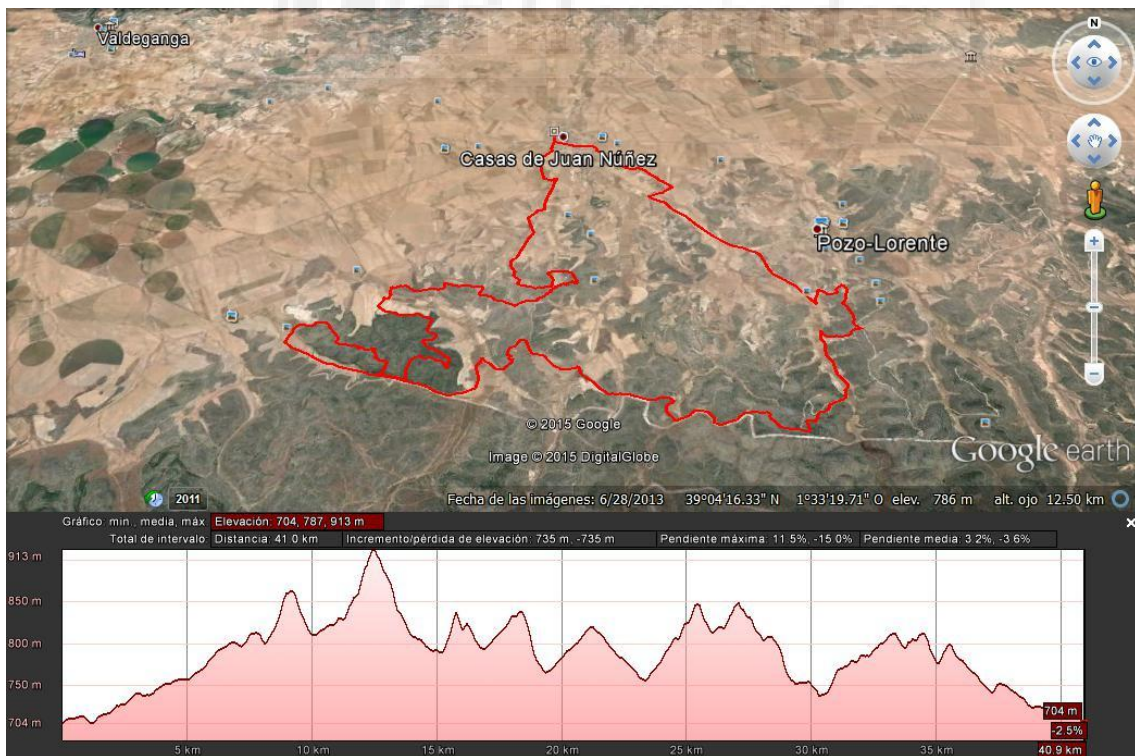 Valdeganga
N
Casas de Juan Núñez
Pozo-Lorente
© 2015 Google
Image © 2015 DigitalGlobe
Google earth
2011
Fecha de las imágenes: 6/28/2013 39°04'16.33" N 1°33'19.71" O elev. 786 m alt. ojo 12.50 km
Gráfico: min., media, máx. Elevación: 704, 787, 913 m
Total de intervalo: Distancia: 41.0 km Incremento/pérdida de elevación: 735 m, -735 m Pendiente máxima: 11.5%, -15.0% Pendiente media: 3.2%, -3.6%
913 m
850 m
800 m
750 m
704 m
704 m
-2.5%
5 km 10 km 15 km 20 km 25 km 30 km 35 km 40.9 km